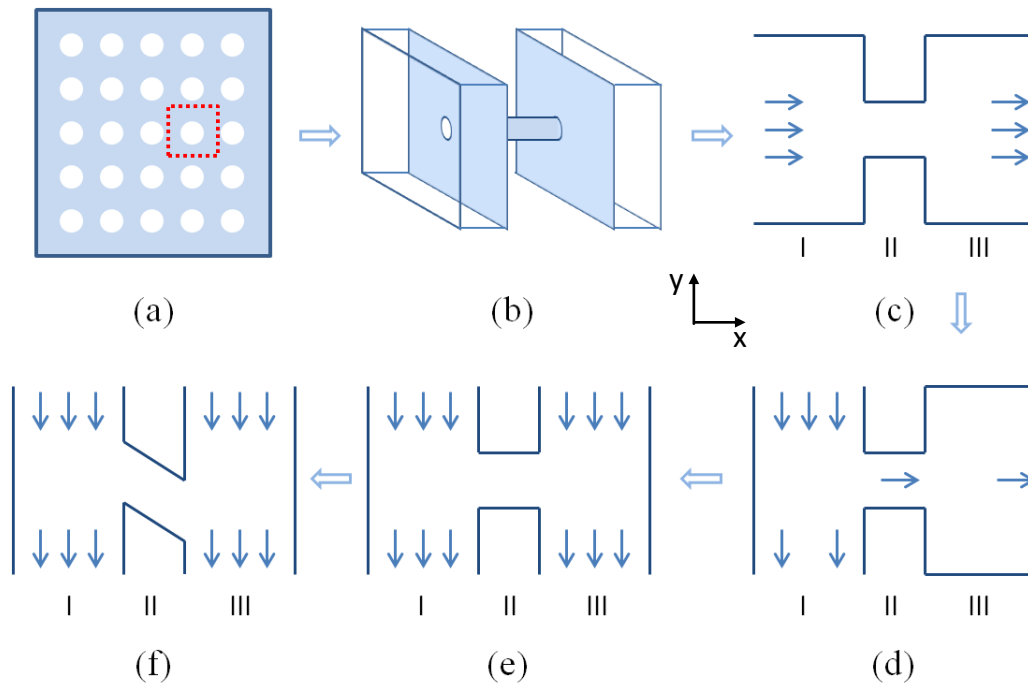 I II III
(a) (b) (c)
y
x
I II III I II III I II III
(f) (e) (d)